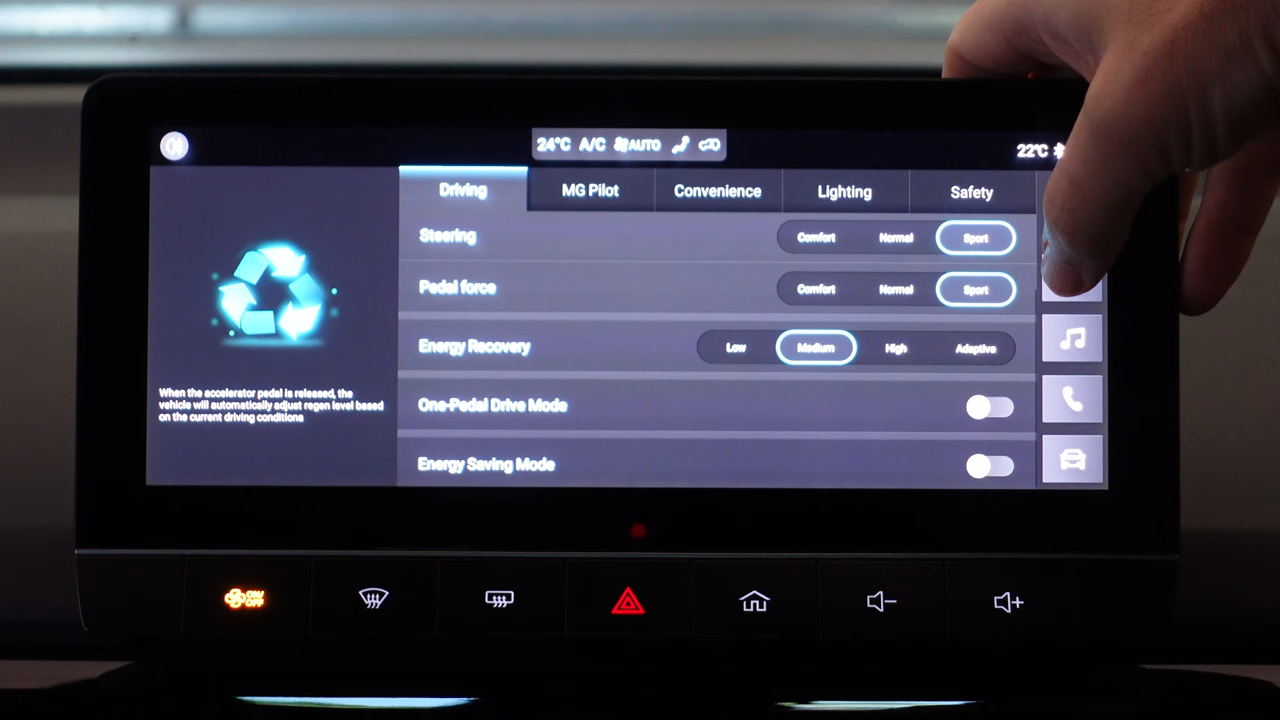 24°C A/C AUTO
22°C
Driving MG Pilot Convenience Lighting Safety
Steering Comfort Normal Sport
Pedal force Comfort Normal Sport
Energy Recovery Low Medium High Adaptive
When the accelerator pedal is released, the
vehicle will automatically adjust regen level based
on the current driving conditions
One-Pedal Drive Mode
Energy Saving Mode
ON/
OFF